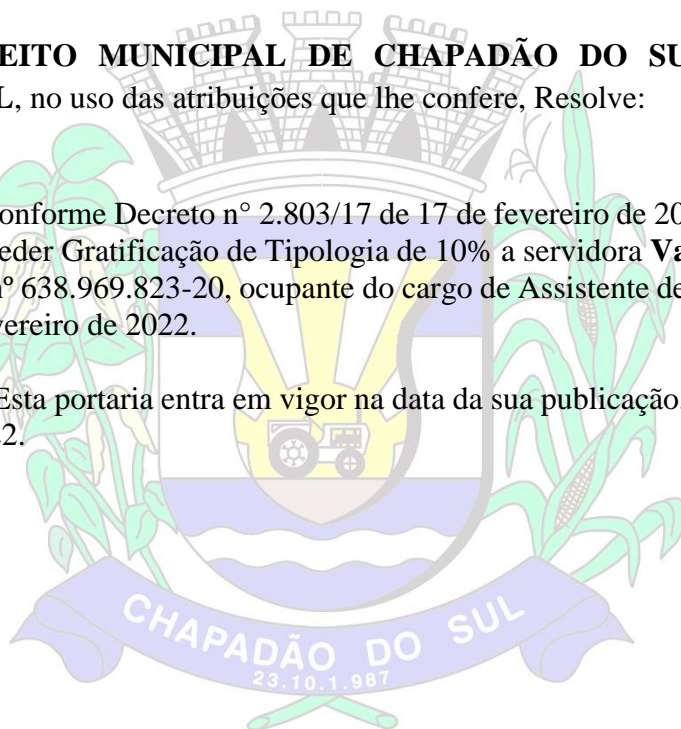 EITO MUNICIPAL DE CHAPADÃO DO SU
L, no uso das atribuições que lhe confere, Resolve:
onforme Decreto n° 2.803/17 de 17 de fevereiro de 20
eder Gratificação de Tipologia de 10% a servidora Va
nº 638.969.823-20, ocupante do cargo de Assistente de
vereiro de 2022.
Esta portaria entra em vigor na data da sua publicação.
22.
CHAPADÃO DO SUL
23.10.1.987